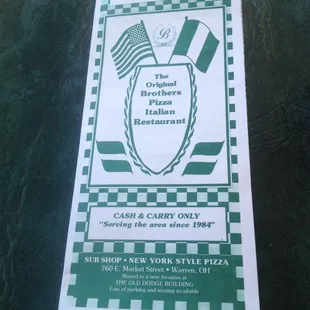 B
The
Original
Brothers
Pizza
Italian
Restaurant
CASH & CARRY ONLY
"Serving the area since 1984"
SUB SHOP • NEW YORK STYLE PIZZA
760 E. Market Street • Warren, OH
Moved to a new location at
THE OLD DODGE BUILDING
Lots of parking and seating available